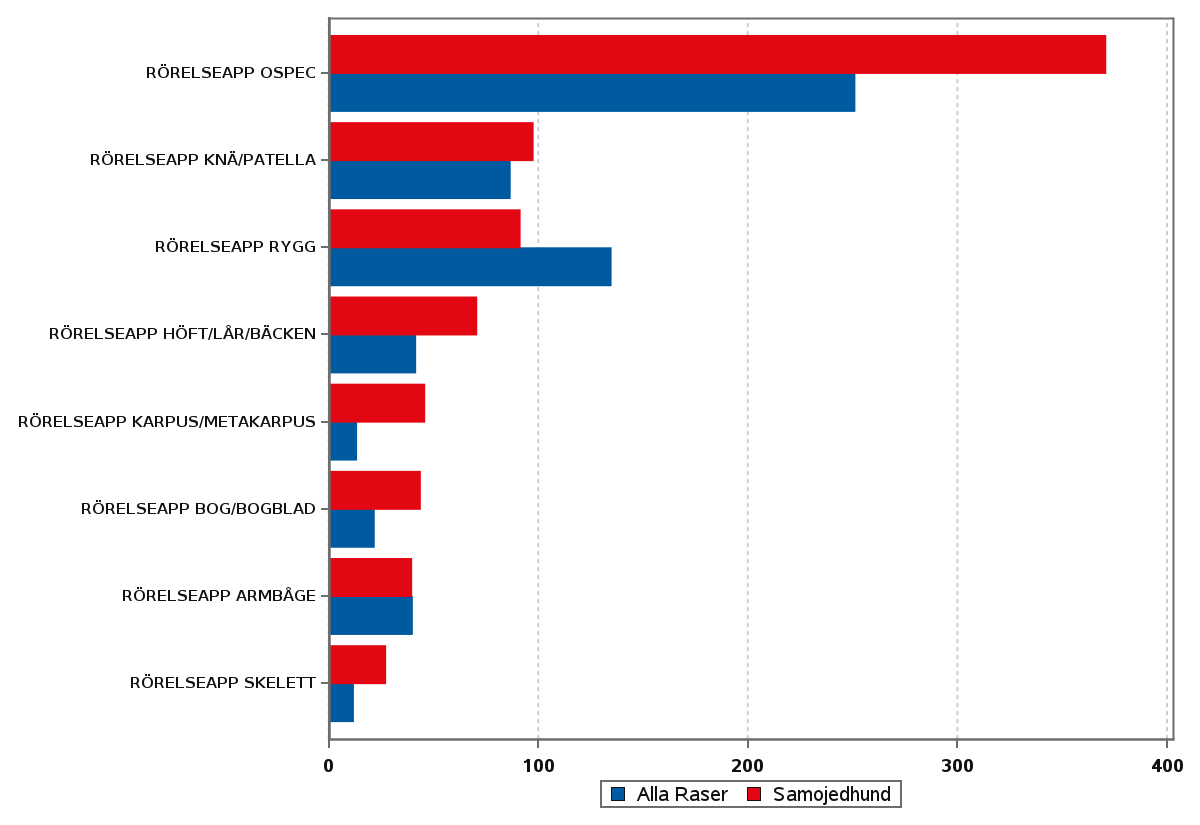 RÖRELSEAPP OSPEC
RÖRELSEAPP KNÄ/PATELLA
RÖRELSEAPP RYGG
RÖRELSEAPP HÖFT/LÅR/BÄCKEN
RÖRELSEAPP KARPUS/METAKARPUS
RÖRELSEAPP BOG/BOGBLAD
RÖRELSEAPP ARMBÅGE
RÖRELSEAPP SKELETT
0 100 200 300 400
Alla Raser Samojedhund